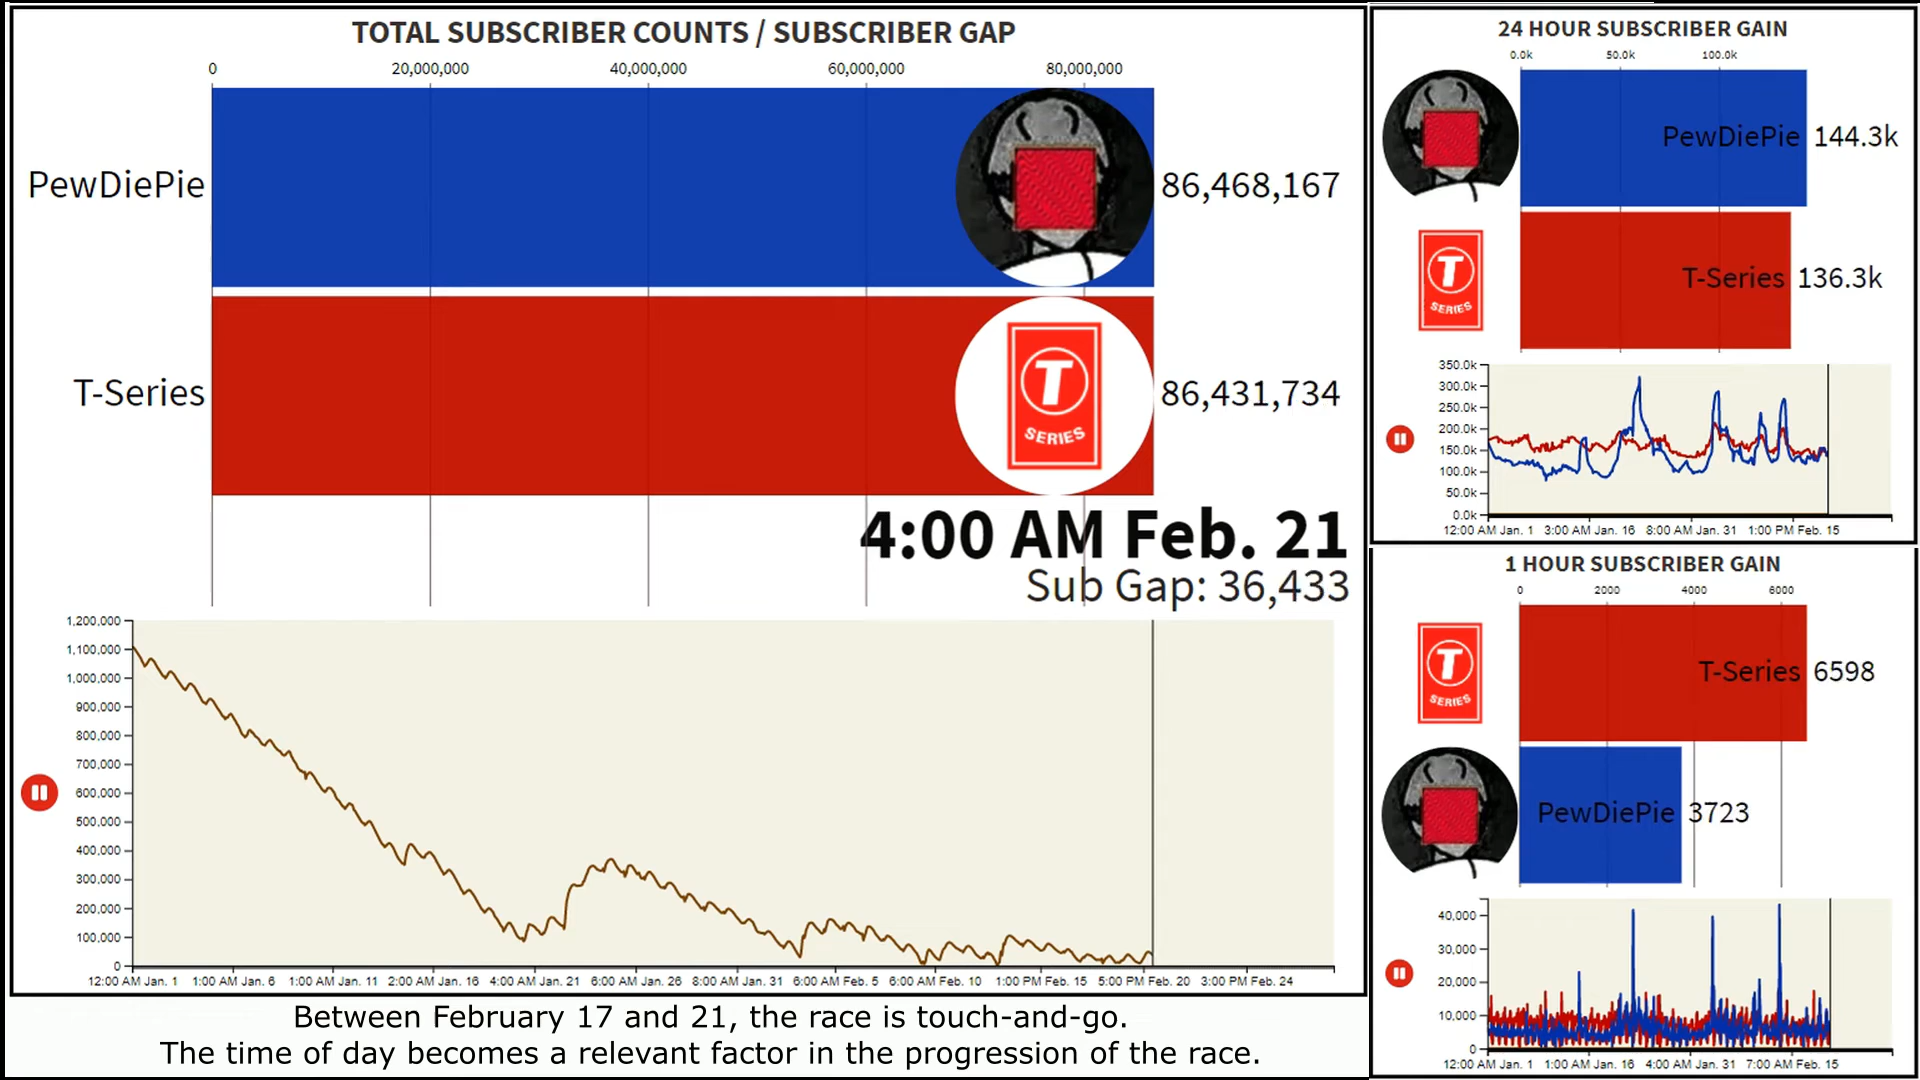 TOTAL SUBSCRIBER COUNTS / SUBSCRIBER GAP
0 20,000,000 40,000,000 60,000,000 80,000,000
PewDiePie 86,468,167
T SERIES
T-Series 86,431,734
4:00 AM Feb. 21
Sub Gap: 36,433
1,200,000
1,100,000
1,000,000
900,000
800,000
700,000
600,000
500,000
400,000
300,000
200,000
100,000
0
12:00 AM Jan. 1 1:00 AM Jan. 6 1:00 AM Jan. 11 2:00 AM Jan. 16 4:00 AM Jan. 21 6:00 AM Jan. 26 8:00 AM Jan. 31 6:00 AM Feb. 5 6:00 AM Feb. 10 1:00 PM Feb. 15 5:00 PM Feb. 20 3:00 PM Feb. 24
Between February 17 and 21, the race is touch-and-go.
The time of day becomes a relevant factor in the progression of the race.
24 HOUR SUBSCRIBER GAIN
0.0k 50.0k 100.0k
PewDiePie 144.3k
T SERIES
T-Series 136.3k
350.0k
300.0k
250.0k
200.0k
150.0k
100.0k
50.0k
0.0k
12:00 AM Jan. 1 3:00 AM Jan. 16 8:00 AM Jan. 31 1:00 PM Feb. 15
1 HOUR SUBSCRIBER GAIN
0 2000 4000 6000
T SERIES
T-Series 6598
PewDiePie 3723
40,000
30,000
20,000
10,000
0
12:00 AM Jan. 1 1:00 AM Jan. 16 4:00 AM Jan. 31 7:00 AM Feb. 15